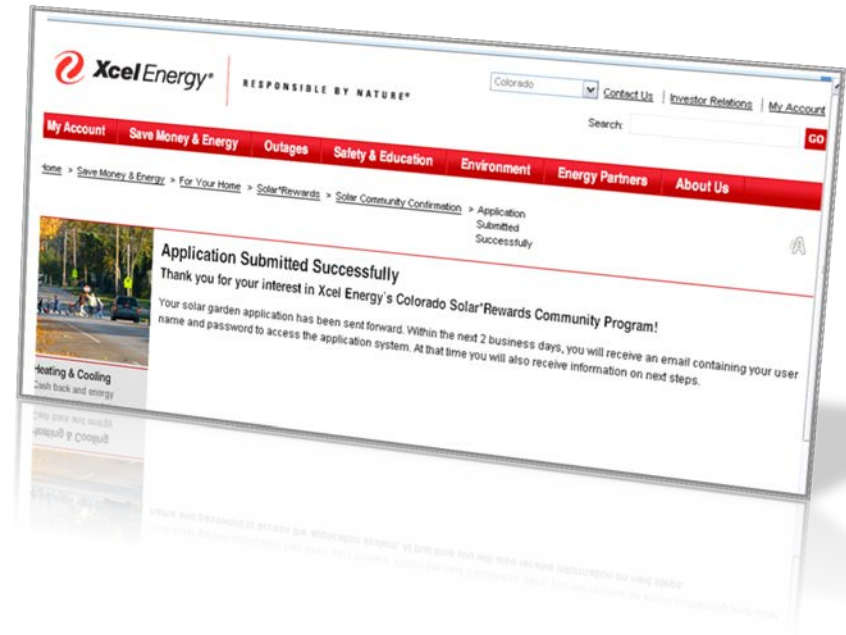 Xcel Energy®
RESPONSIBLE BY NATURE®
Colorado
Contact Us | Investor Relations | My Account
Search:
GO
My Account Save Money & Energy Outages Safety & Education Environment Energy Partners About Us
Home > Save Money & Energy > For Your Home > Solar*Rewards > Solar Community Confirmation > Application
Submitted
Successfully
Application Submitted Successfully
Thank you for your interest in Xcel Energy's Colorado Solar*Rewards Community Program!
Your solar garden application has been sent forward. Within the next 2 business days, you will receive an email containing your user
name and password to access the application system. At that time you will also receive information on next steps.
Heating & Cooling
Cash back and energy